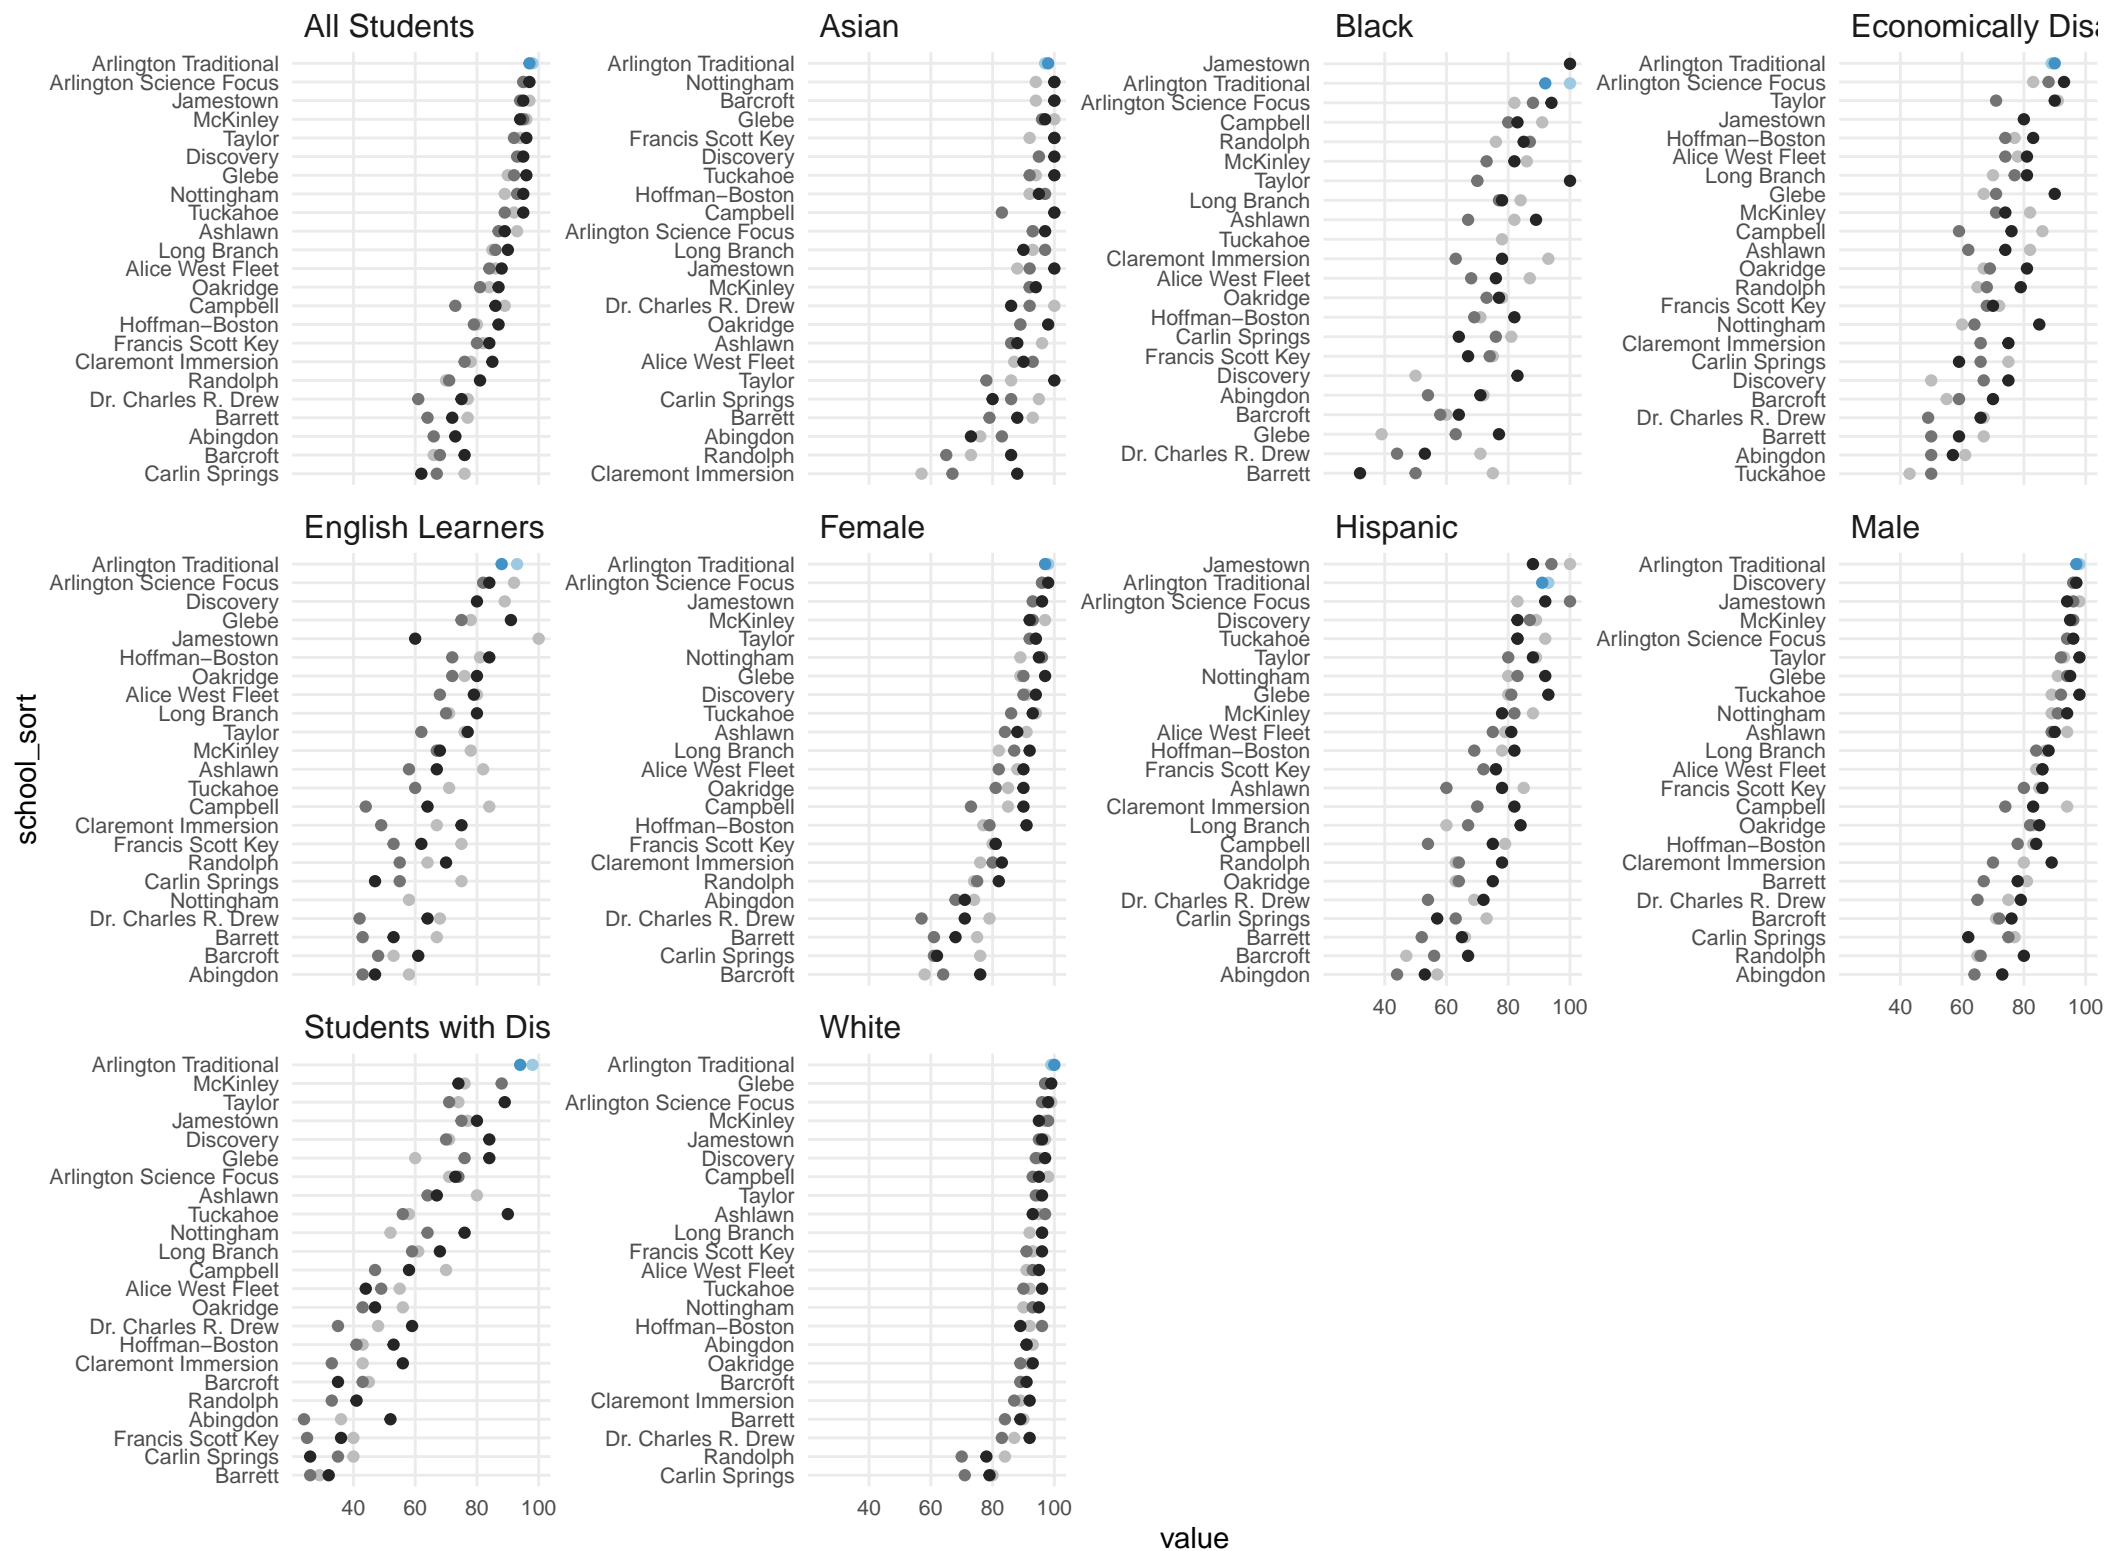 All Students
Arlington Traditional
Arlington Science Focus
Jamestown
McKinley
Taylor
Discovery
Glebe
Nottingham
Tuckahoe
Ashlawn
Long Branch
Alice West Fleet
Oakridge
Campbell
Hoffman−Boston
Francis Scott Key
Claremont Immersion
Randolph
Dr. Charles R. Drew
Barrett
Abingdon
Barcroft
Carlin Springs
Asian
Arlington Traditional
Nottingham
Barcroft
Glebe
Francis Scott Key
Discovery
Tuckahoe
Hoffman−Boston
Campbell
Arlington Science Focus
Long Branch
Jamestown
McKinley
Dr. Charles R. Drew
Oakridge
Ashlawn
Alice West Fleet
Taylor
Carlin Springs
Barrett
Abingdon
Randolph
Claremont Immersion
Black
Jamestown
Arlington Traditional
Arlington Science Focus
Campbell
Randolph
McKinley
Taylor
Long Branch
Ashlawn
Tuckahoe
Claremont Immersion
Alice West Fleet
Oakridge
Hoffman−Boston
Carlin Springs
Francis Scott Key
Discovery
Abingdon
Barcroft
Glebe
Dr. Charles R. Drew
Barrett
Economically Disa
Arlington Traditional
Arlington Science Focus
Taylor
Jamestown
Hoffman−Boston
Alice West Fleet
Long Branch
Glebe
McKinley
Campbell
Ashlawn
Oakridge
Randolph
Francis Scott Key
Nottingham
Claremont Immersion
Carlin Springs
Discovery
Barcroft
Dr. Charles R. Drew
Barrett
Abingdon
Tuckahoe
school_sort
English Learners
Arlington Traditional
Arlington Science Focus
Discovery
Glebe
Jamestown
Hoffman−Boston
Oakridge
Alice West Fleet
Long Branch
Taylor
McKinley
Ashlawn
Tuckahoe
Campbell
Claremont Immersion
Francis Scott Key
Randolph
Carlin Springs
Nottingham
Dr. Charles R. Drew
Barrett
Barcroft
Abingdon
Female
Arlington Traditional
Arlington Science Focus
Jamestown
McKinley
Taylor
Nottingham
Glebe
Discovery
Tuckahoe
Ashlawn
Long Branch
Alice West Fleet
Oakridge
Campbell
Hoffman−Boston
Francis Scott Key
Claremont Immersion
Randolph
Abingdon
Dr. Charles R. Drew
Barrett
Carlin Springs
Barcroft
Hispanic
Jamestown
Arlington Traditional
Arlington Science Focus
Discovery
Tuckahoe
Taylor
Nottingham
Glebe
McKinley
Alice West Fleet
Hoffman−Boston
Francis Scott Key
Ashlawn
Claremont Immersion
Long Branch
Campbell
Randolph
Oakridge
Dr. Charles R. Drew
Carlin Springs
Barrett
Barcroft
Abingdon
40 60 80 100
Male
Arlington Traditional
Discovery
Jamestown
McKinley
Arlington Science Focus
Taylor
Glebe
Tuckahoe
Nottingham
Ashlawn
Long Branch
Alice West Fleet
Francis Scott Key
Campbell
Oakridge
Hoffman−Boston
Claremont Immersion
Barrett
Dr. Charles R. Drew
Barcroft
Carlin Springs
Randolph
Abingdon
40 60 80 100
Students with Dis
Arlington Traditional
McKinley
Taylor
Jamestown
Discovery
Glebe
Arlington Science Focus
Ashlawn
Tuckahoe
Nottingham
Long Branch
Campbell
Alice West Fleet
Oakridge
Dr. Charles R. Drew
Hoffman−Boston
Claremont Immersion
Barcroft
Randolph
Abingdon
Francis Scott Key
Carlin Springs
Barrett
40 60 80 100
White
Arlington Traditional
Glebe
Arlington Science Focus
McKinley
Jamestown
Discovery
Campbell
Taylor
Ashlawn
Long Branch
Francis Scott Key
Alice West Fleet
Tuckahoe
Nottingham
Hoffman−Boston
Abingdon
Oakridge
Barcroft
Claremont Immersion
Barrett
Dr. Charles R. Drew
Randolph
Carlin Springs
40 60 80 100
value